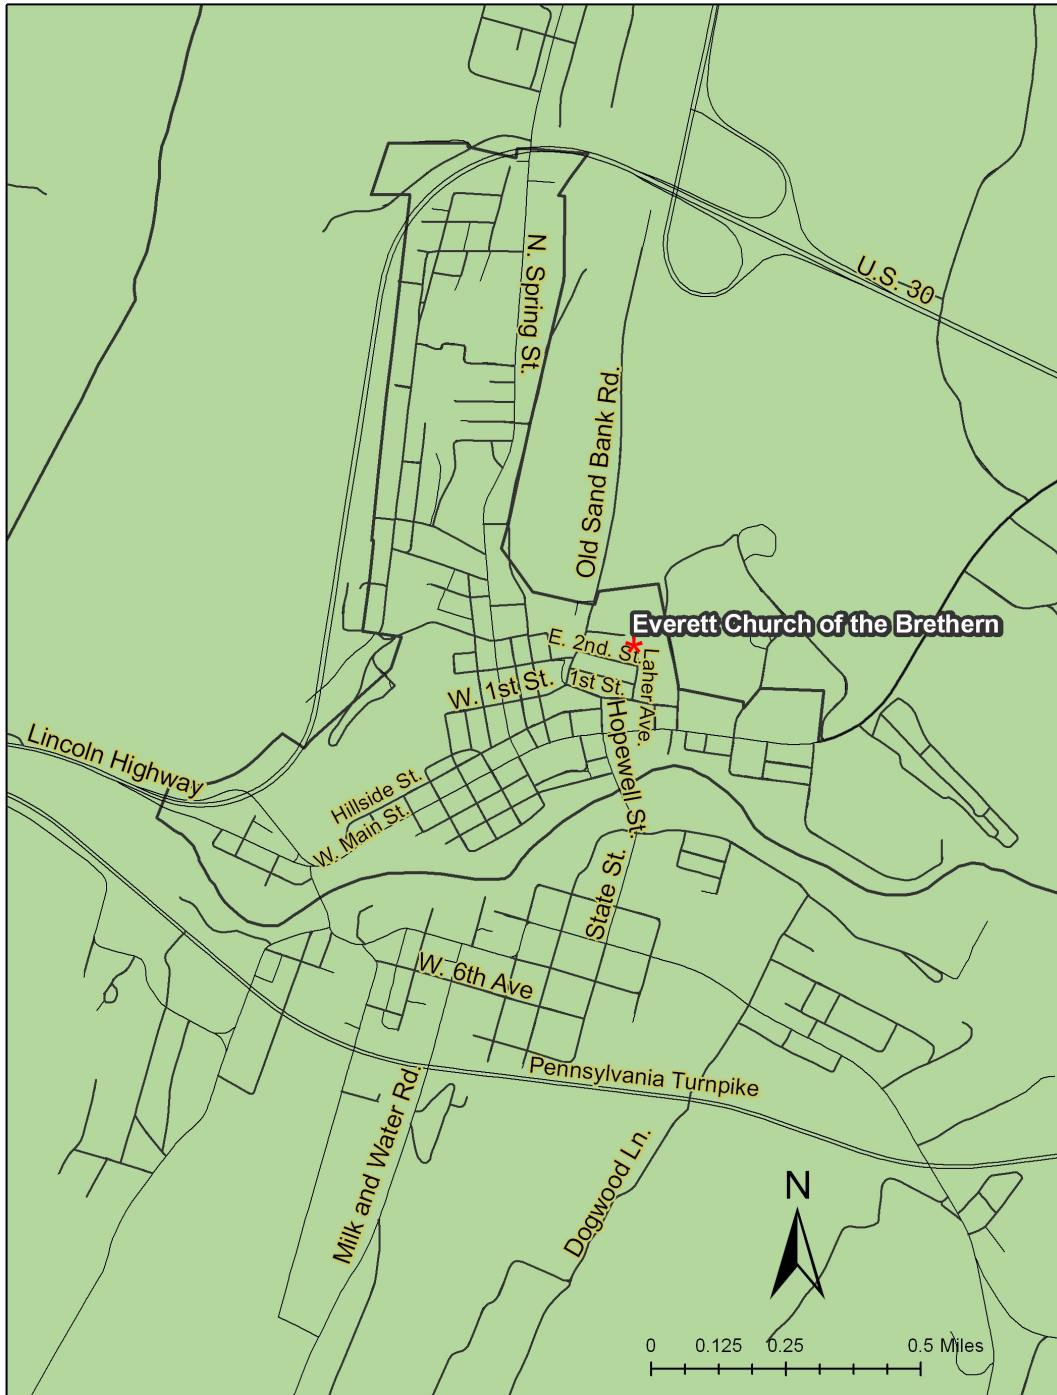 N. Spring St.
U.S. 30
Old Sand Bank Rd.
Everett Church of the Brethern
*
E. 2nd. St.
Laher Ave.
W. 1st St.
1st St.
Hopewell St.
Lincoln Highway
Hillside St.
W. Main St.
State St.
W. 6th Ave
Pennsylvania Turnpike
Milk and Water Rd.
Dogwood Ln.
N
0 0.125 0.25 0.5 Miles